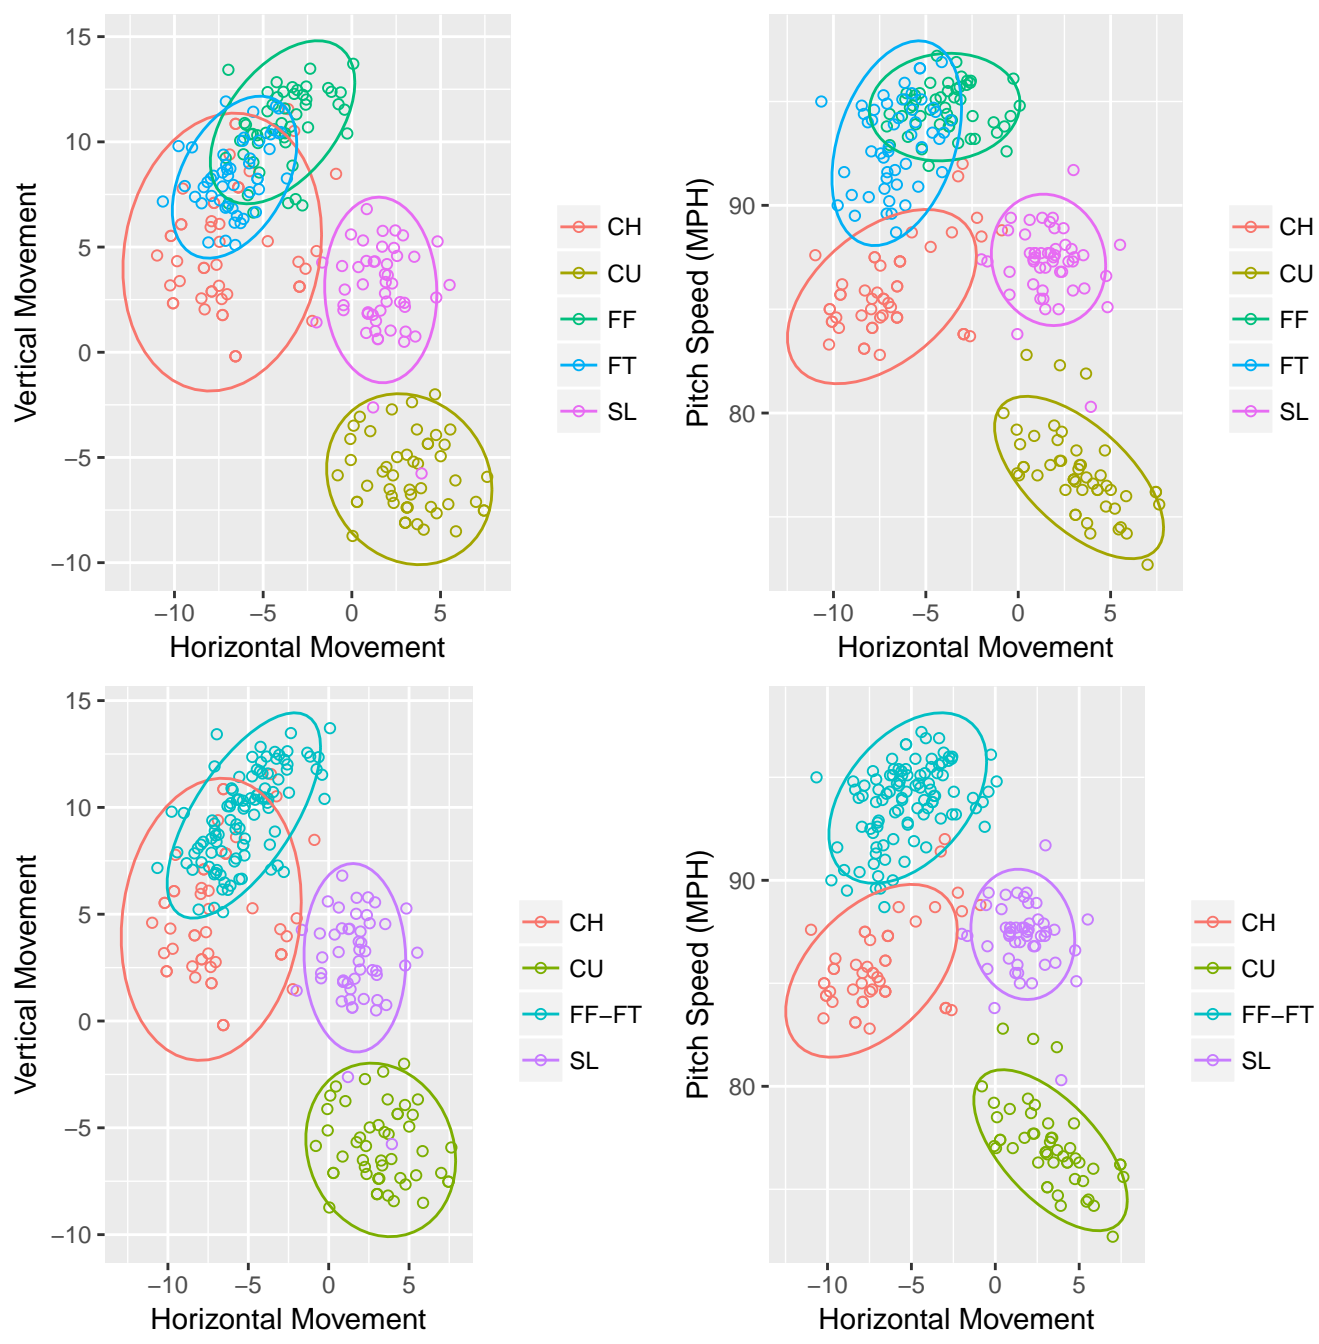 15
10
5
0
−5
−10
−10
−5
0
5
Horizontal Movement
Vertical Movement
CH
CU
FF
FT
SL
90
80
−10
−5
0
5
Horizontal Movement
Pitch Speed (MPH)
CH
CU
FF
FT
SL
15
10
5
0
−5
−10
−10
−5
0
5
Horizontal Movement
Vertical Movement
CH
CU
FF−FT
SL
90
80
−10
−5
0
5
Horizontal Movement
Pitch Speed (MPH)
CH
CU
FF−FT
SL